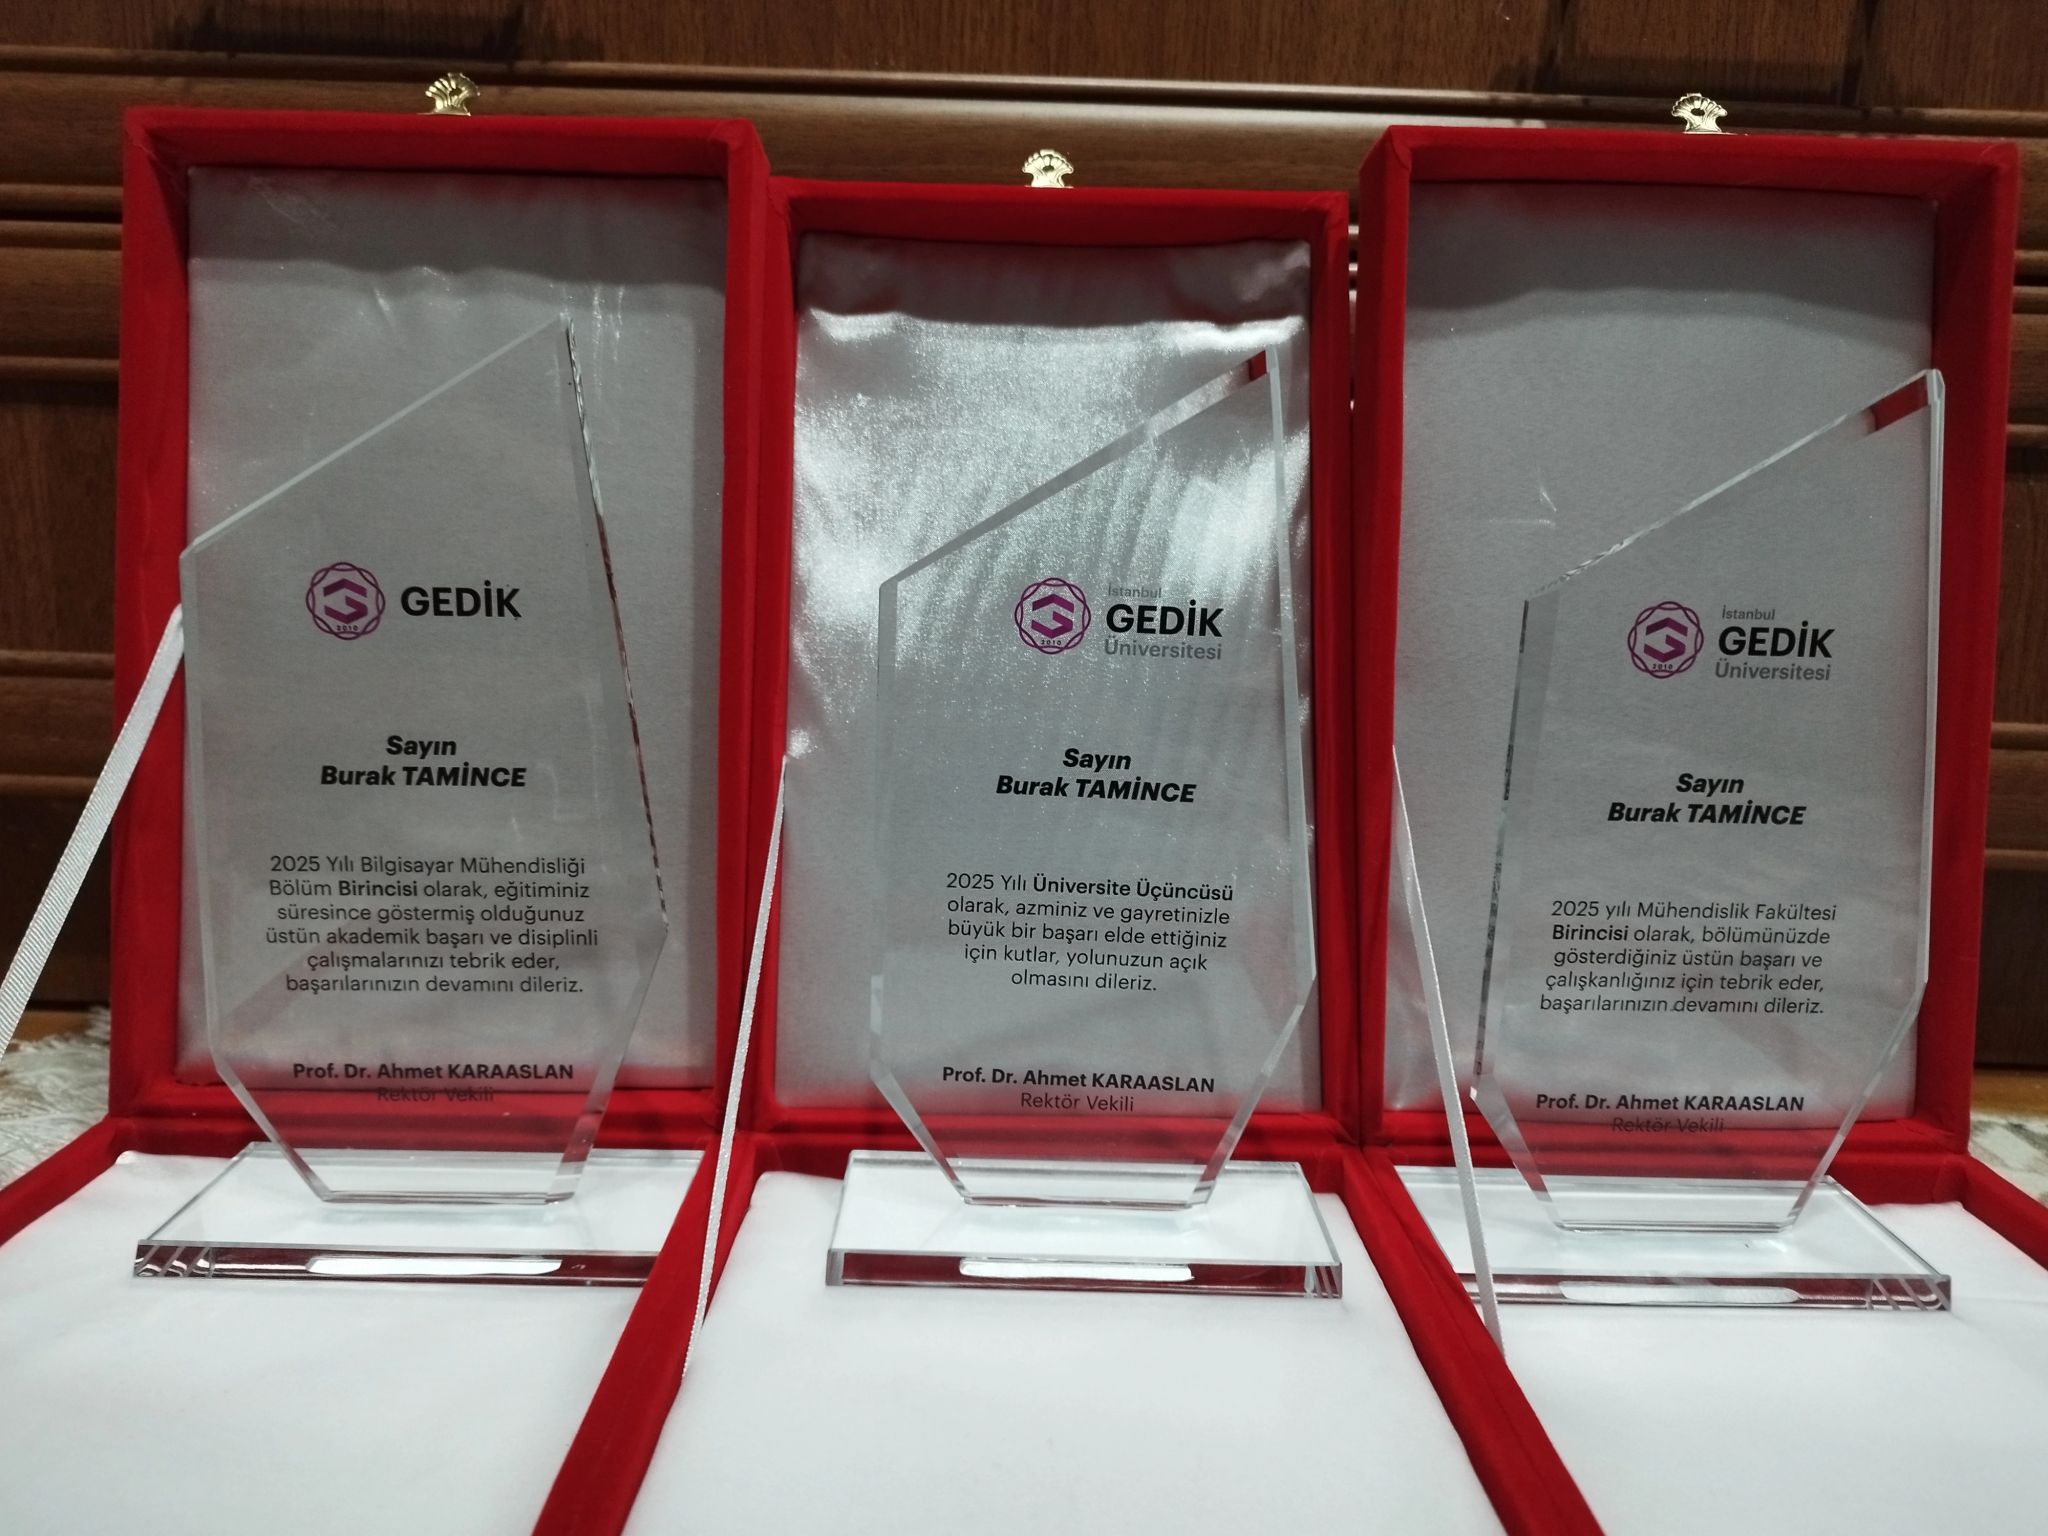 GEDİK
2010
Sayın
Burak TAMİNCE
2025 Yılı Bilgisayar Mühendisliği
Bölüm Birincisi olarak, eğitiminiz
süresince göstermiş olduğunuz
üstün akademik başarı ve disiplinli
çalışmalarınızı tebrik eder,
başarılarınızın devamını dileriz.
Prof. Dr. Ahmet KARAASLAN
Rektör Vekili
İstanbul
GEDİK
Üniversitesi
2010
Sayın
Burak TAMİNCE
2025 Yılı Üniversite Üçüncüsü
olarak, azminiz ve gayretinizle
büyük bir başarı elde ettiğiniz
için kutlar, yolunuzun açık
olmasını dileriz.
Prof. Dr. Ahmet KARAASLAN
Rektör Vekili
İstanbul
GEDİK
Üniversitesi
2010
Sayın
Burak TAMİNCE
2025 yılı Mühendislik Fakültesi
Birincisi olarak, bölümünüzde
gösterdiğiniz üstün başarı ve
çalışkanlığınız için tebrik eder,
başarılarınızın devamını dileriz.
Prof. Dr. Ahmet KARAASLAN
Rektör Vekili